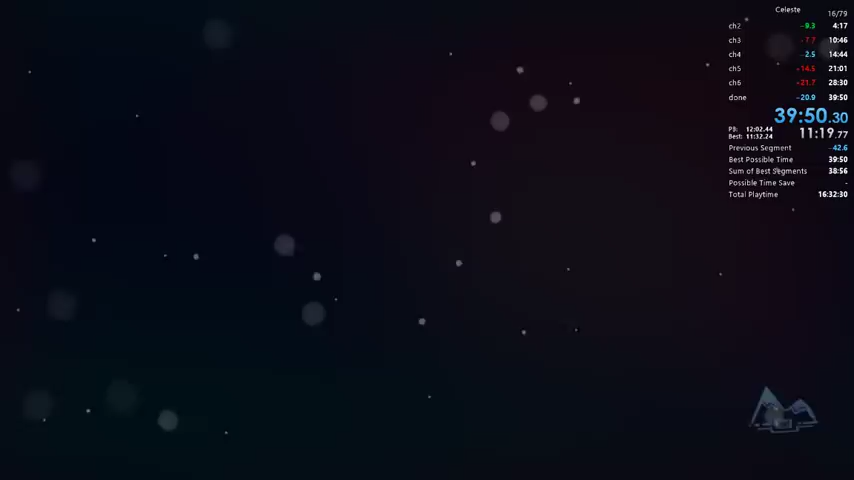 Celeste
16/79
ch2 -9.3 4:17
ch3 -7.7 10:46
ch4 -2.5 14:44
ch5 -14.5 21:01
ch6 -21.7 28:30
done -20.9 39:50
39:50.30
PB: 12:02.44 11:19.77
Best: 11:32.24
Previous Segment -42.6
Best Possible Time 39:50
Sum of Best Segments 38:56
Possible Time Save -
Total Playtime 16:32:30